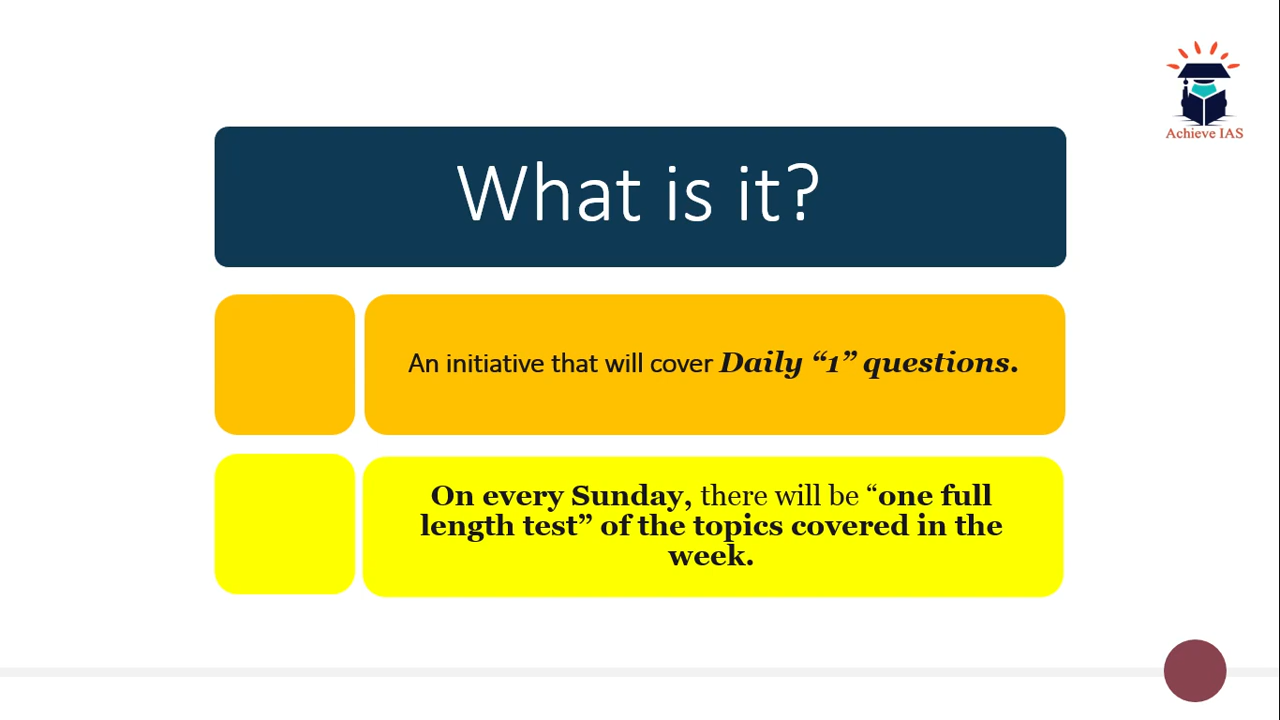 Achieve IAS
What is it?
An initiative that will cover Daily “1” questions.
On every Sunday, there will be “one full
length test” of the topics covered in the
week.